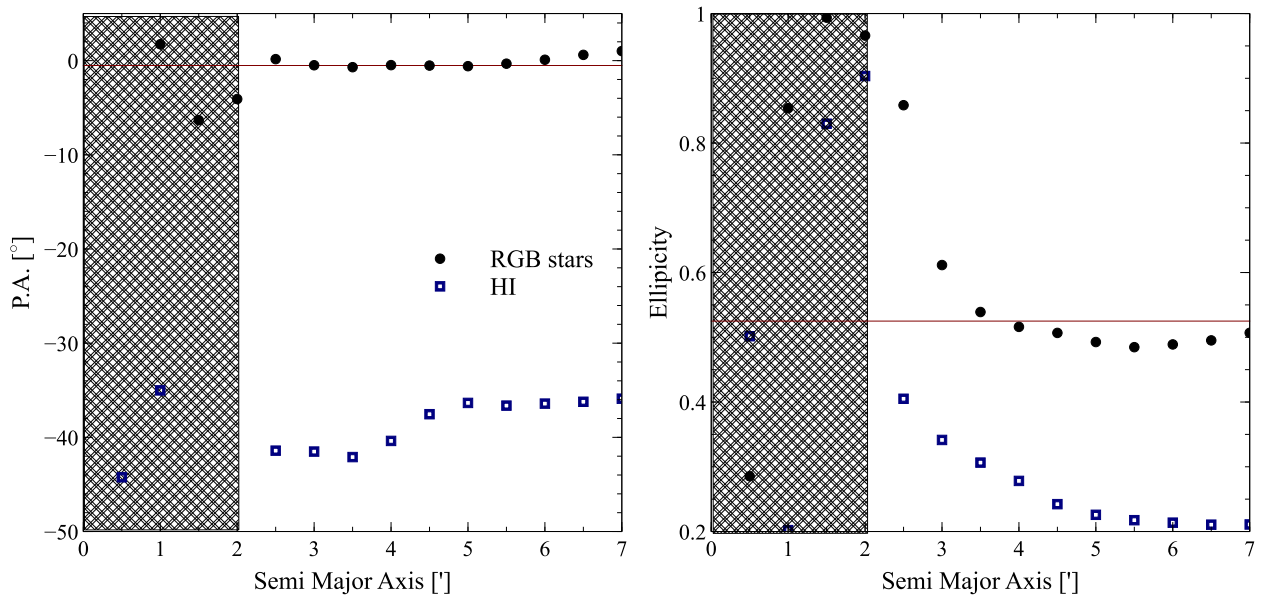 0
−10
−20
−30
−40
−50
P.A. [°]
RGB stars
HI
0 1 2 3 4 5 6 7
Semi Major Axis [']
1
0.8
0.6
0.4
0.2
Ellipicity
0 1 2 3 4 5 6 7
Semi Major Axis [']